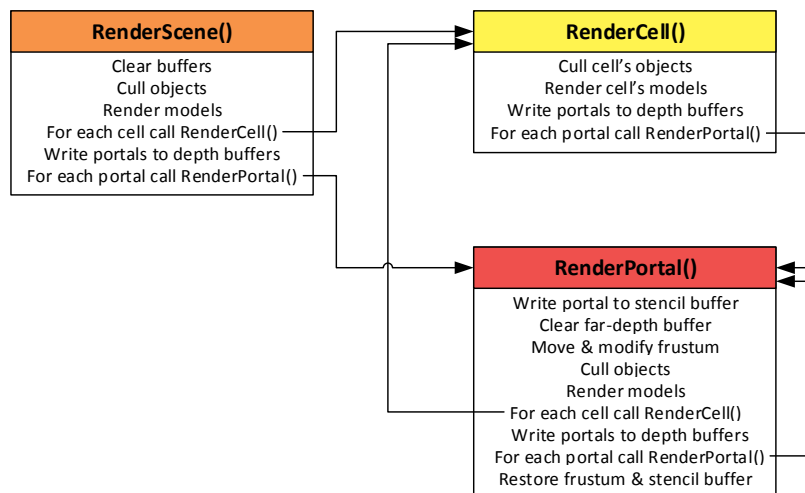 RenderScene()
Clear buffers
Cull objects
Render models
For each cell call RenderCell()
Write portals to depth buffers
For each portal call RenderPortal()
RenderCell()
Cull cell’s objects
Render cell’s models
Write portals to depth buffers
For each portal call RenderPortal()
RenderPortal()
Write portal to stencil buffer
Clear far-depth buffer
Move & modify frustum
Cull objects
Render models
For each cell call RenderCell()
Write portals to depth buffers
For each portal call RenderPortal()
Restore frustum & stencil buffer